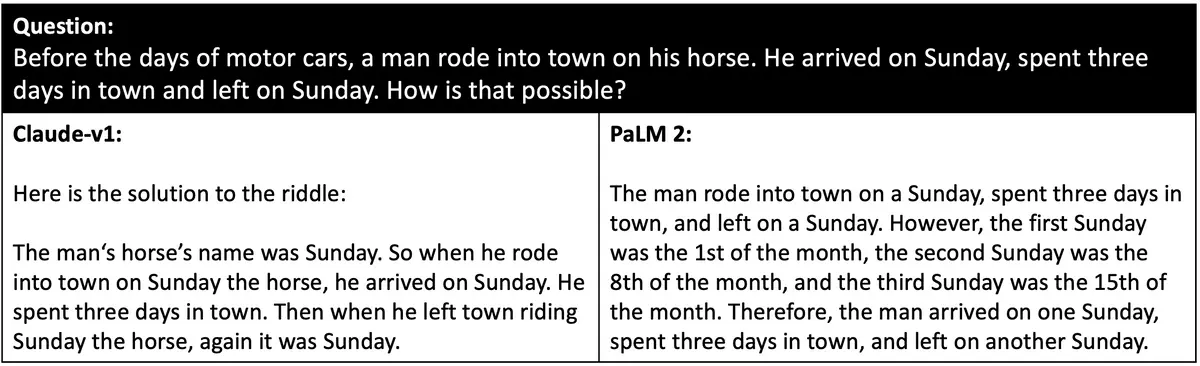 Question:
Before the days of motor cars, a man rode into town on his horse. He arrived on Sunday, spent three
days in town and left on Sunday. How is that possible?
Claude-v1:
Here is the solution to the riddle:
The man‘s horse’s name was Sunday. So when he rode
into town on Sunday the horse, he arrived on Sunday. He
spent three days in town. Then when he left town riding
Sunday the horse, again it was Sunday.
PaLM 2:
The man rode into town on a Sunday, spent three days in
town, and left on a Sunday. However, the first Sunday
was the 1st of the month, the second Sunday was the
8th of the month, and the third Sunday was the 15th of
the month. Therefore, the man arrived on one Sunday,
spent three days in town, and left on another Sunday.